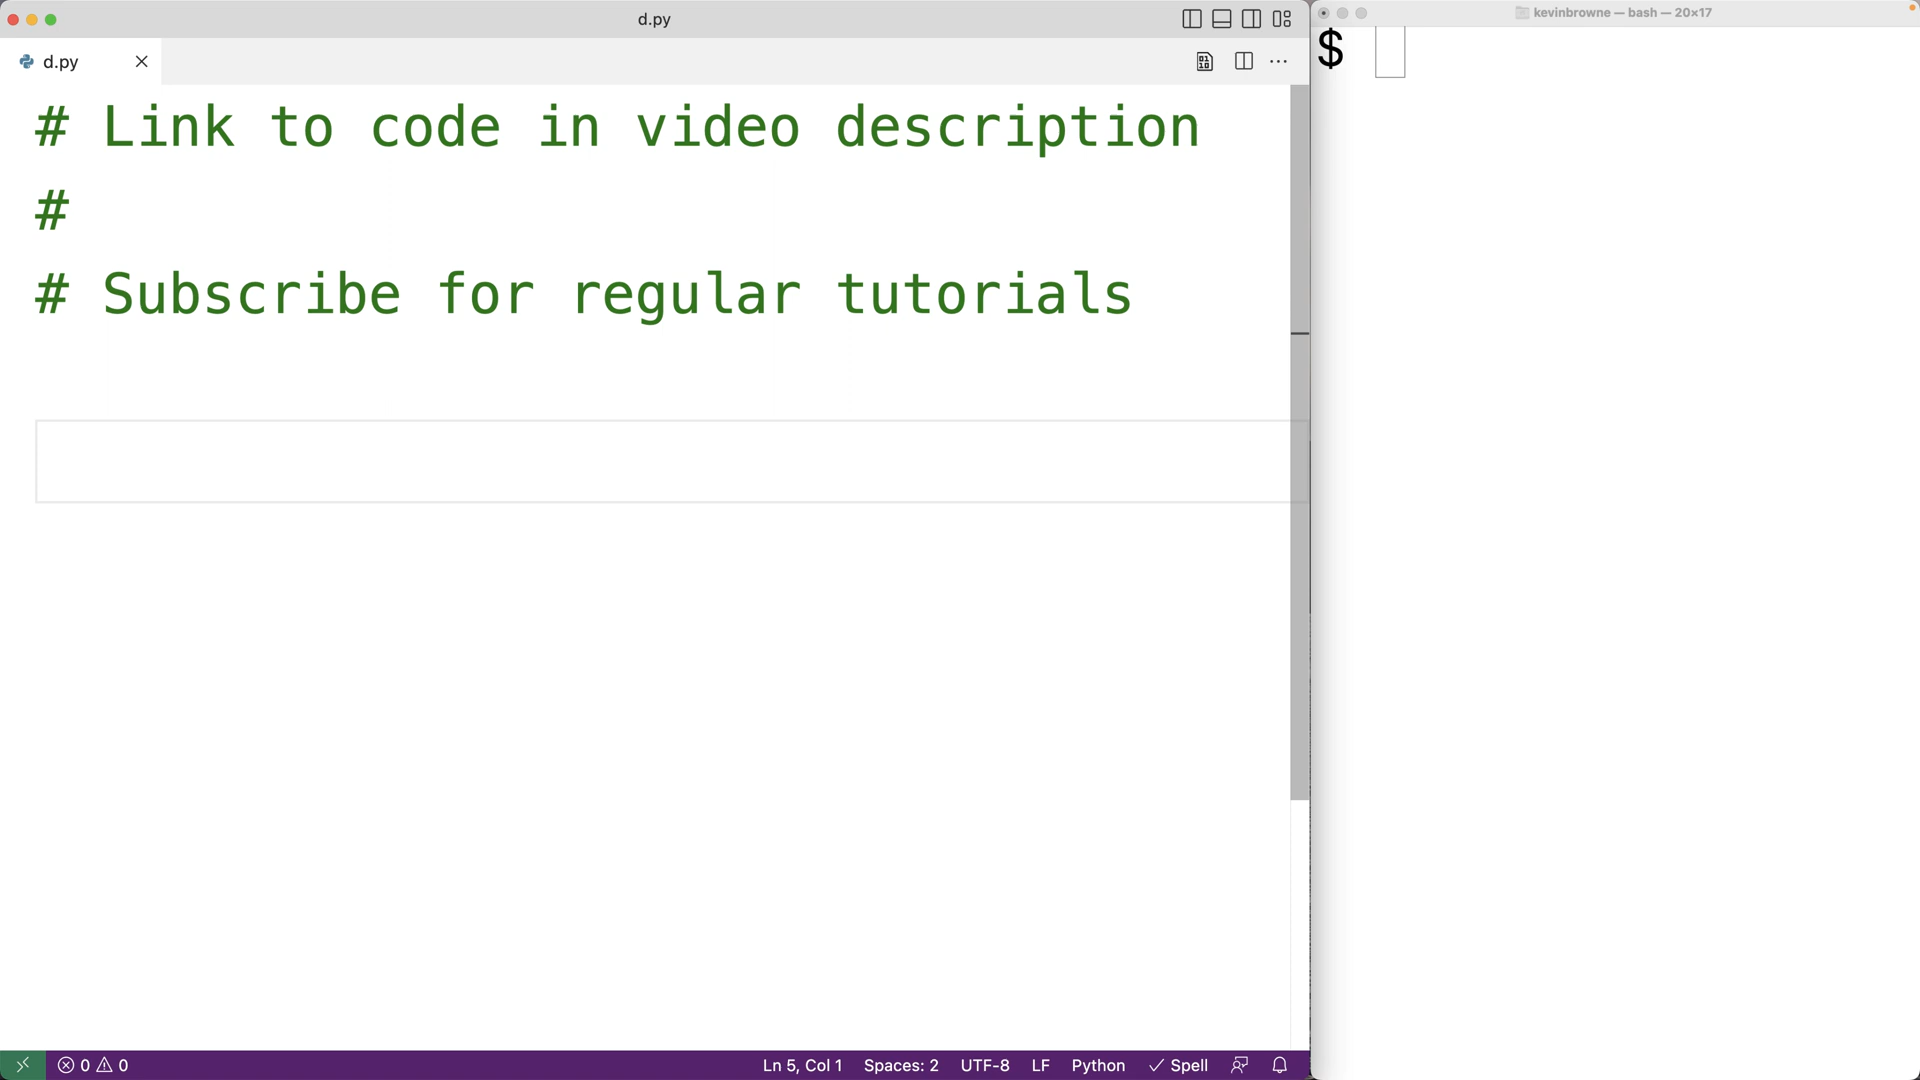 d.py
kevinbrowne — bash — 20×17
d.py
$
# Link to code in video description
#
# Subscribe for regular tutorials
0 0
Ln 5, Col 1 Spaces: 2 UTF-8 LF Python Spell